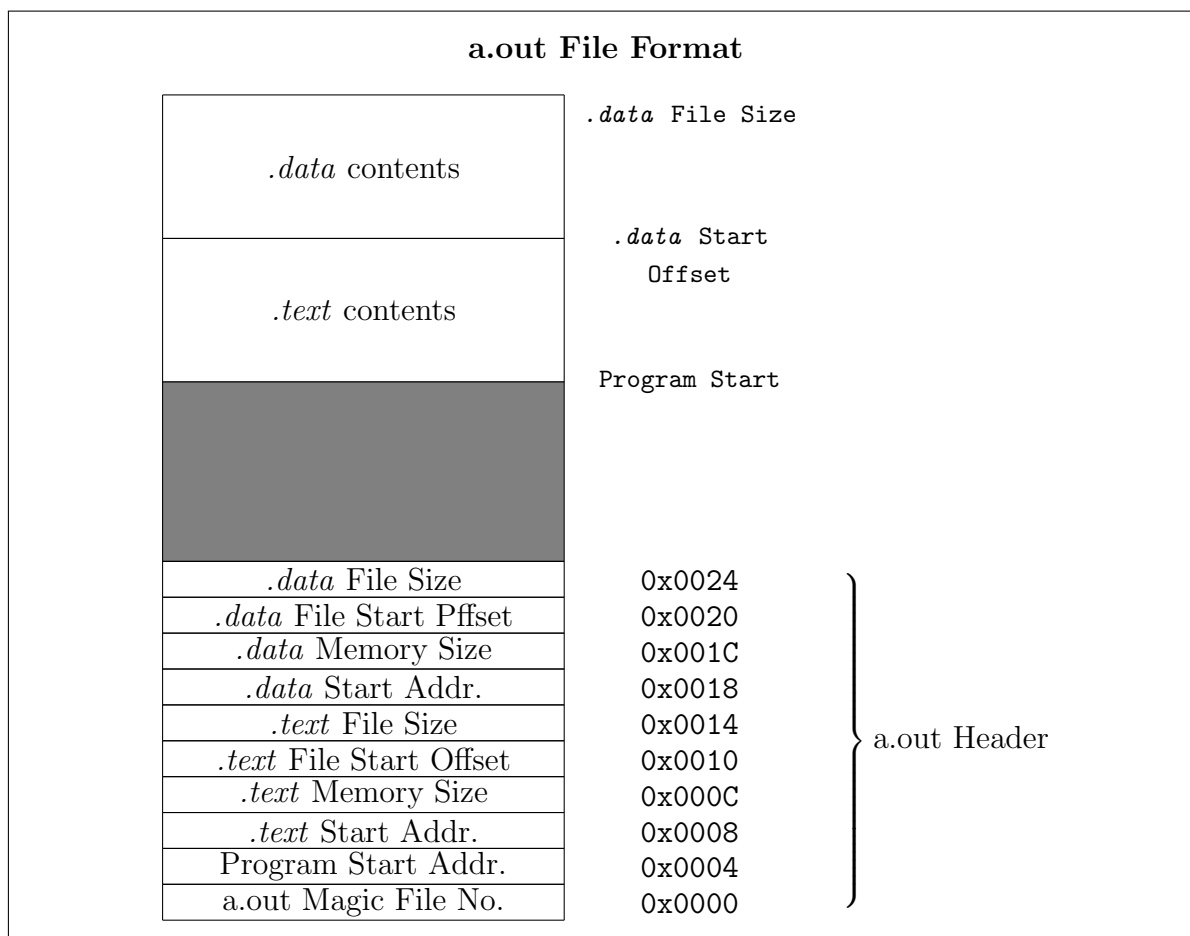 a.out File Format
.data File Size
.data contents
.data Start
Offset
.text contents
Program Start
.data File Size 0x0024
.data File Start Pffset 0x0020
.data Memory Size 0x001C
.data Start Addr. 0x0018
.text File Size 0x0014
a.out Header
.text File Start Offset 0x0010
.text Memory Size 0x000C
.text Start Addr. 0x0008
Program Start Addr. 0x0004
a.out Magic File No. 0x0000